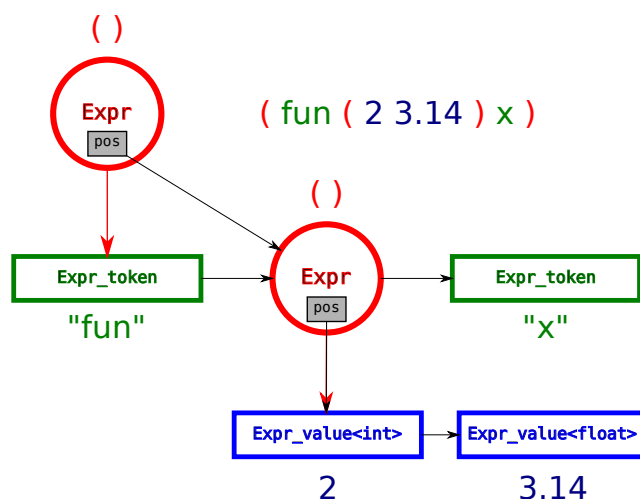 ( )
Expr
pos
( fun ( 2 3.14 ) x )
( )
Expr_token
"fun"
Expr
pos
Expr_token
"x"
Expr_value<int>
2
Expr_value<float>
3.14